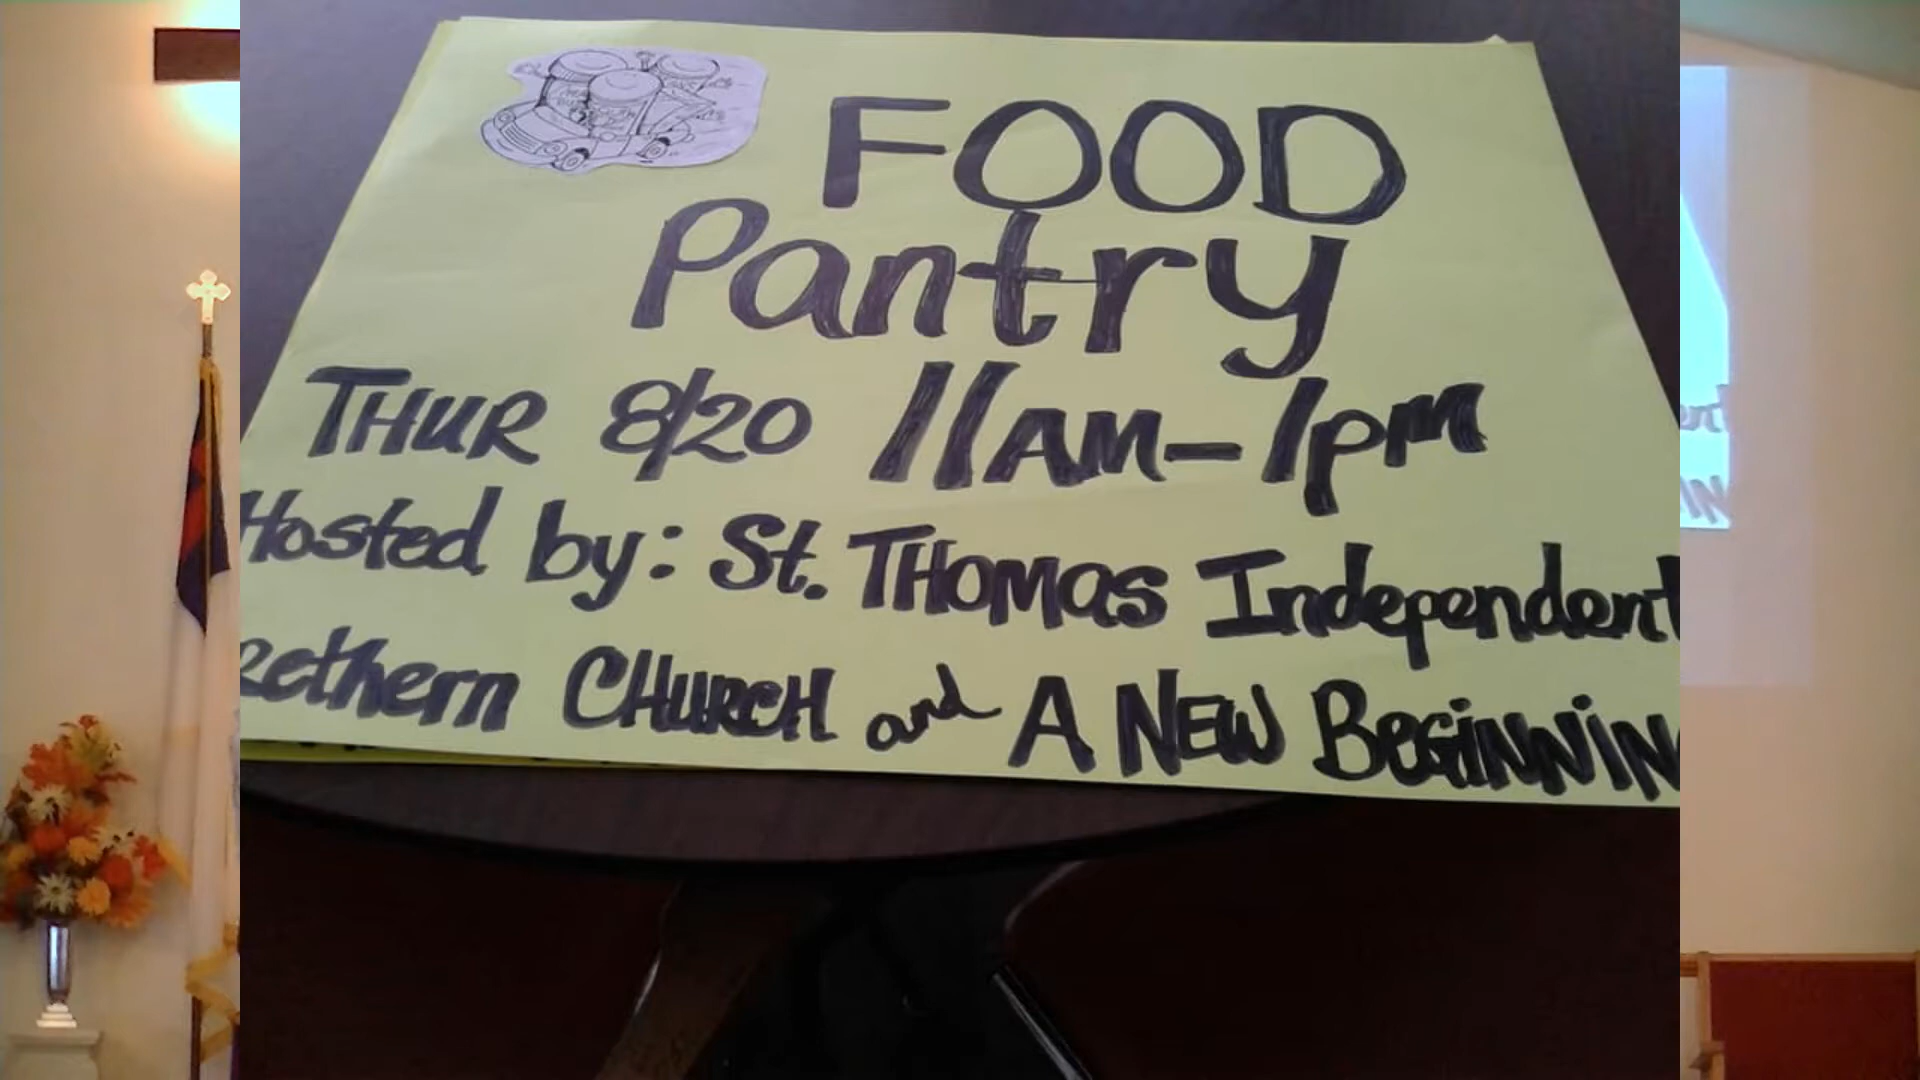 FOOD
Pantry
THUR 8/20 11AM-1pm
Hosted by: St. THOMAS Independent
rethern CHURCH and A NEW BEGINNIN